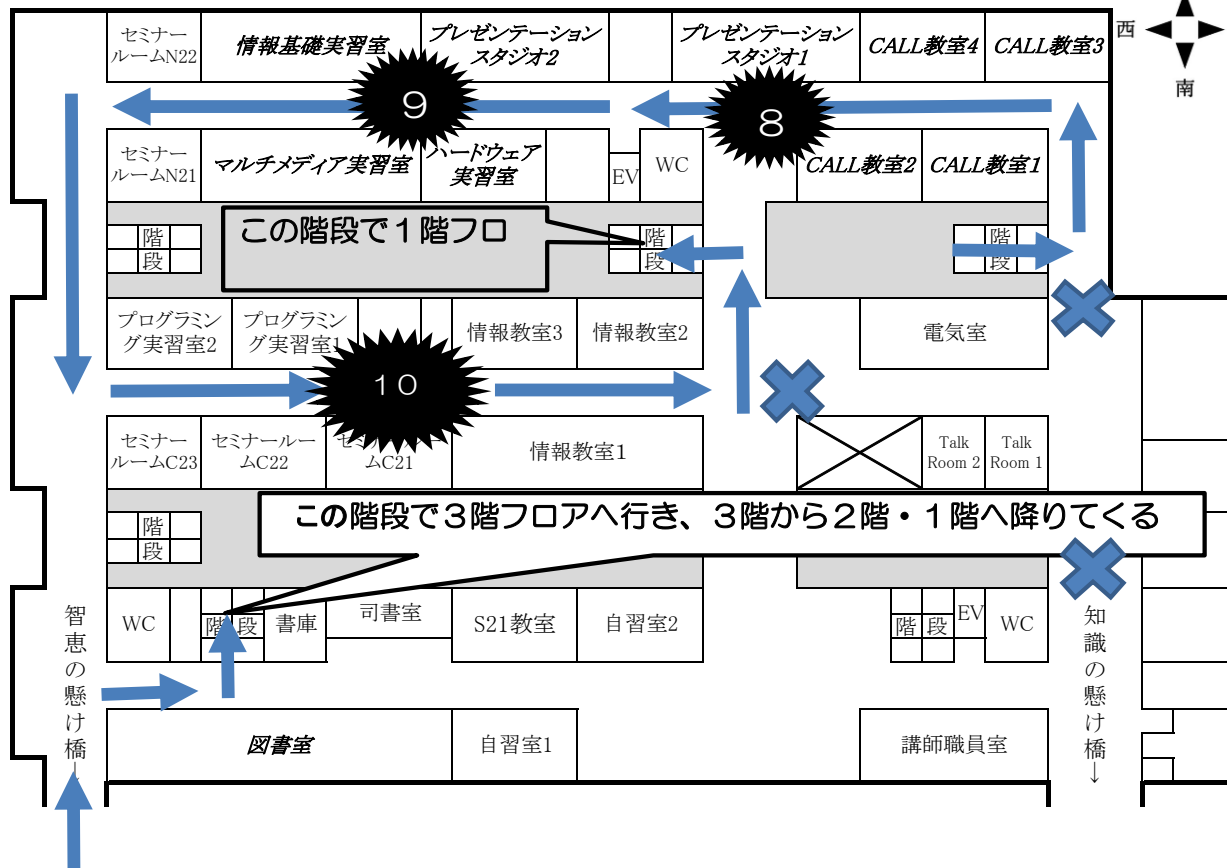 セミナー
ルームN22
情報基礎実習室
プレゼンテーション
スタジオ2
プレゼンテーション
スタジオ1
CALL教室4
CALL教室3
西
南
9
8
セミナー
ルームN21
マルチメディア実習室
ハードウェア
実習室
EV
WC
CALL教室2
CALL教室1
階
段
この階段で1階フロ
階
段
階
段
プログラミン
グ実習室2
プログラミン
グ実習室1
情報教室3
情報教室2
電気室
10
セミナー
ルームC23
セミナールー
ムC22
ムC21
情報教室1
Talk
Room 2
Talk
Room 1
この階段で3階フロアへ行き、3階から2階・1階へ降りてくる
階
段
WC
階段
書庫
司書室
S21教室
自習室2
階段
EV
WC
智恵の懸け橋→
知識の懸け橋→
図書室
自習室1
講師職員室